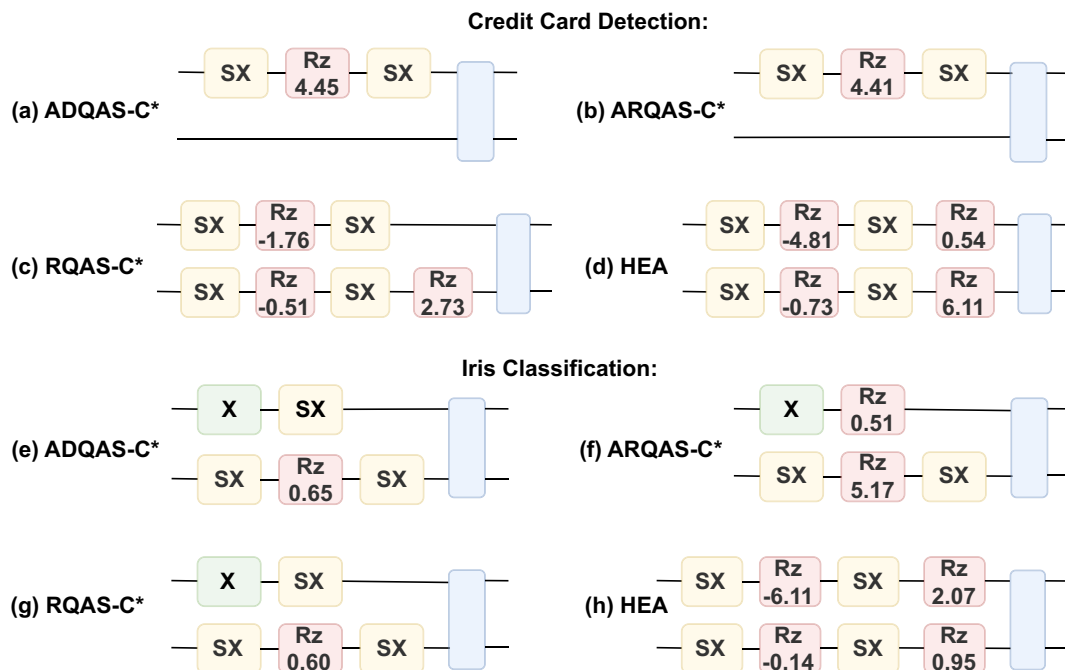 Credit Card Detection:
(a) ADQAS-C*
SX
Rz
4.45
SX
(b) ARQAS-C*
SX
Rz
4.41
SX
(c) RQAS-C*
SX
Rz
-1.76
SX
SX
Rz
-0.51
SX
Rz
2.73
(d) HEA
SX
Rz
-4.81
SX
Rz
0.54
SX
Rz
-0.73
SX
Rz
6.11
Iris Classification:
(e) ADQAS-C*
X
SX
SX
Rz
0.65
SX
(f) ARQAS-C*
X
Rz
0.51
SX
Rz
5.17
SX
(g) RQAS-C*
X
SX
SX
Rz
0.60
SX
(h) HEA
SX
Rz
-6.11
SX
Rz
2.07
SX
Rz
-0.14
SX
Rz
0.95